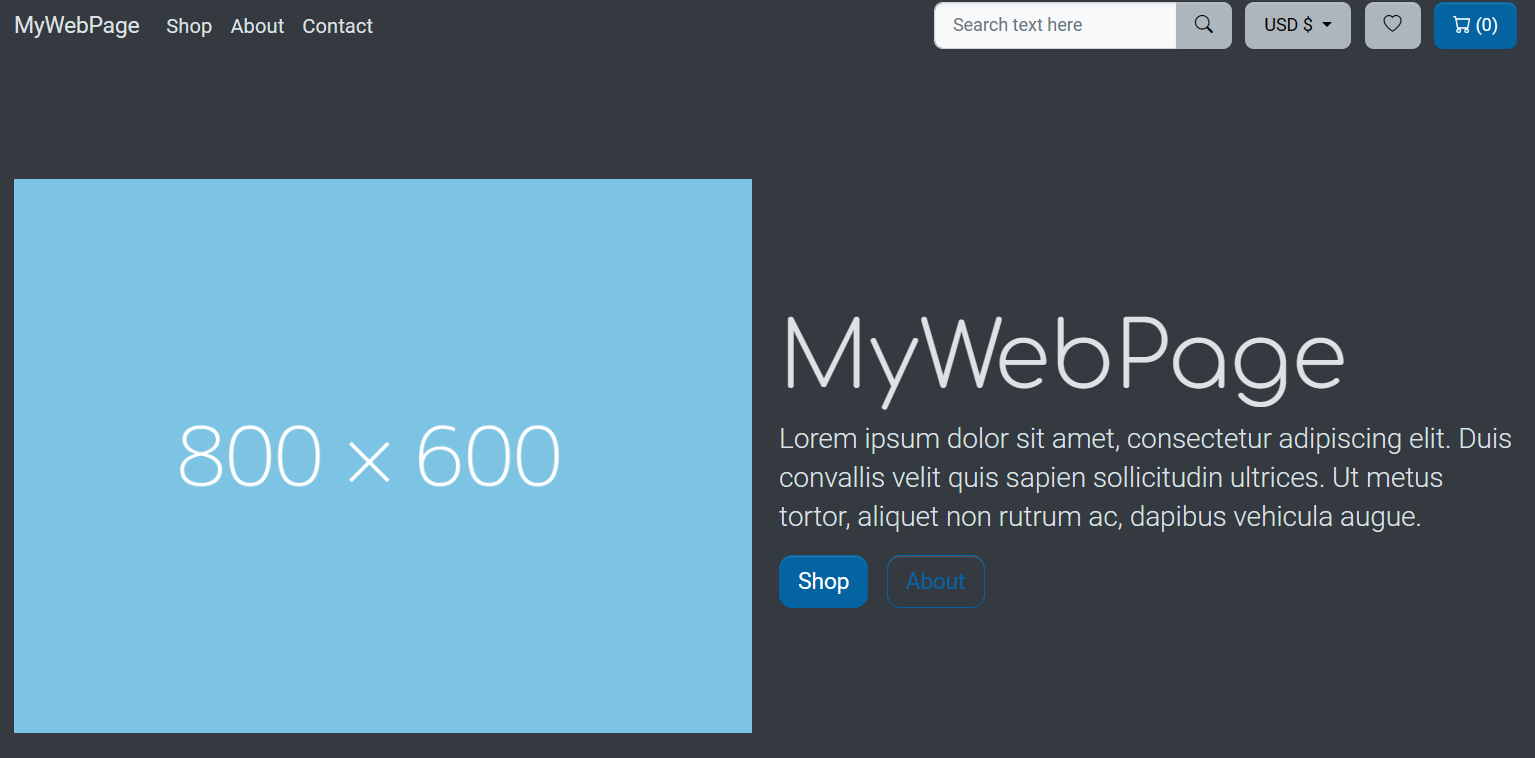 MyWebPage Shop About Contact Search text here USD $ (0)
800 × 600
MyWebPage
Lorem ipsum dolor sit amet, consectetur adipiscing elit. Duis
convallis velit quis sapien sollicitudin ultrices. Ut metus
tortor, aliquet non rutrum ac, dapibus vehicula augue.
Shop About